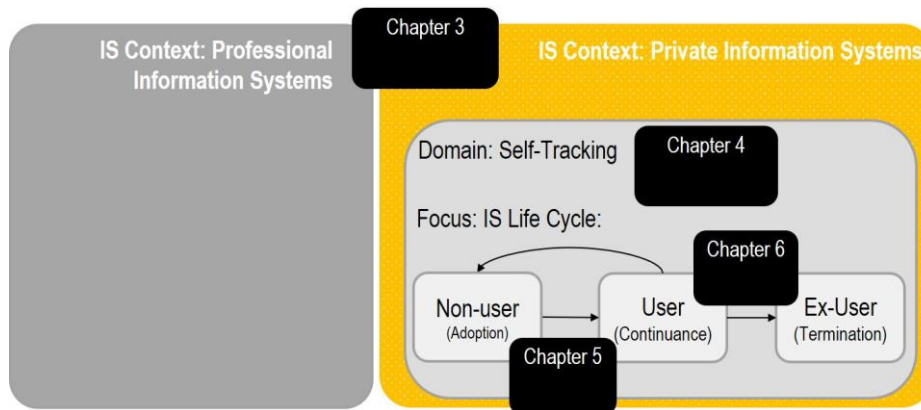 Chapter 3
IS Context: Professional
Information Systems
IS Context: Private Information Systems
Domain: Self-Tracking
Chapter 4
Focus: IS Life Cycle:
Chapter 6
Non-user
(Adoption)
User
(Continuance)
Ex-User
(Termination)
Chapter 5